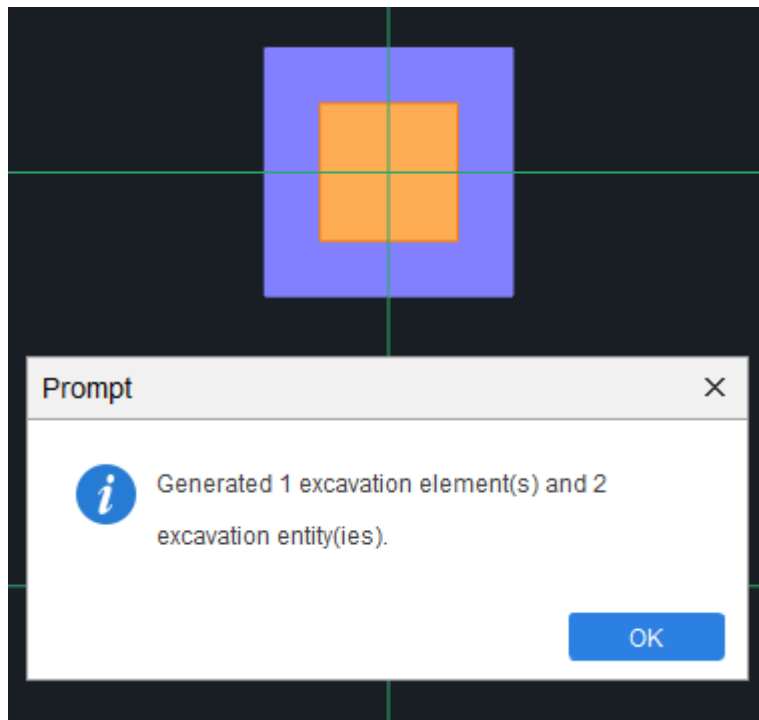 Prompt
Generated 1 excavation element(s) and 2
excavation entity(ies).
OK